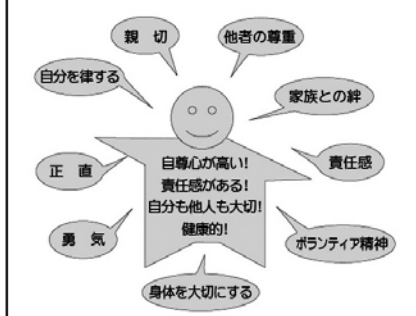 親 切
他者の尊重
自分を律する
家族との絆
正 直
責任感
自尊心が高い!
責任感がある!
自分も他人も大切!
健康的!
勇 気
ボランティア精神
身体を大切にする